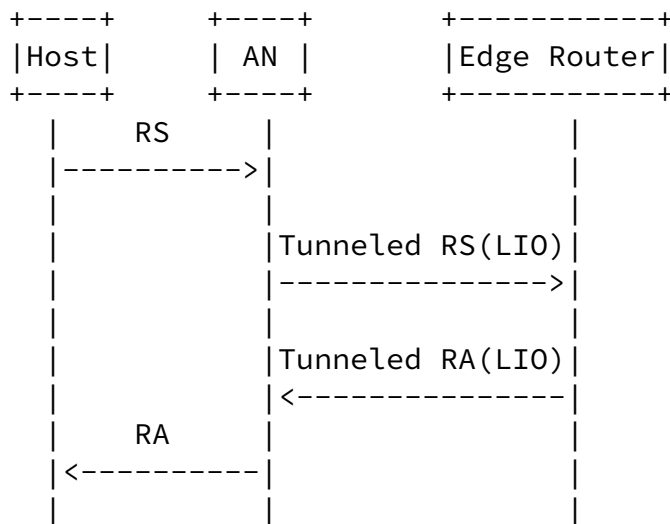 +----+     +----+        +-----------+
|Host|     | AN |        |Edge Router|
+----+     +----+        +-----------+
  |    RS     |                |
  |---------->|                |
  |           |                |
  |           |Tunneled RS(LIO)|
  |           |--------------->|
  |           |                |
  |           |Tunneled RA(LIO)|
  |           |<---------------|
  |    RA     |                |
  |<----------|                |
  |           |                |